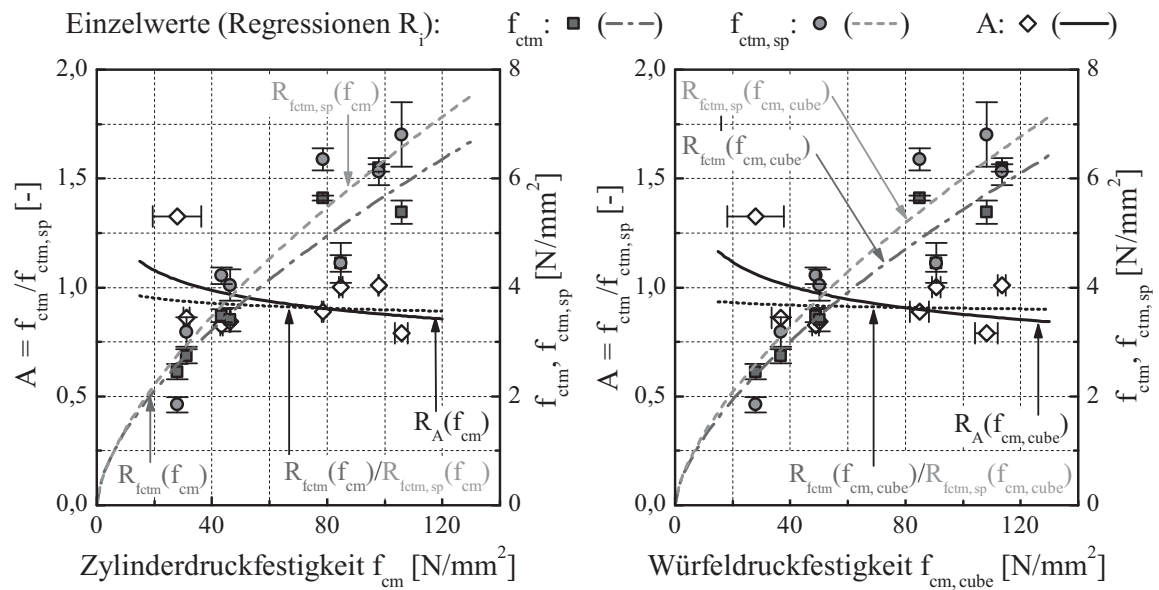 Einzelwerte (Regressionen R_i): f_ctm: (—·—) f_ctm,sp: (---) A: (—)
2,0 8 2,0 8
R_fctm,sp(f_cm) R_fctm,sp(f_cm,cube)
R_fctm(f_cm,cube)
1,5 6 1,5 6
A = f_ctm/f_ctm,sp [-] f_ctm, f_ctm,sp [N/mm²] A = f_ctm/f_ctm,sp [-] f_ctm, f_ctm,sp [N/mm²]
1,0 4 1,0 4
0,5 2 0,5 2
R_A(f_cm) R_A(f_cm,cube)
R_fctm(f_cm) R_fctm(f_cm)/R_fctm,sp(f_cm) R_fctm(f_cm,cube)/R_fctm,sp(f_cm,cube)
0,0 0 0,0 0
0 40 80 120 0 40 80 120
Zylinderdruckfestigkeit f_cm [N/mm²] Würfeldruckfestigkeit f_cm,cube [N/mm²]